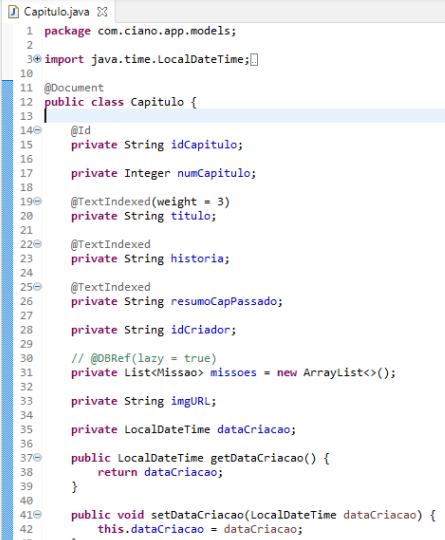 Capitulo.java
1 package com.ciano.app.models;
2
3 import java.time.LocalDateTime;
10
11 @Document
12 public class Capitulo {
13
14 @Id
15 private String idCapitulo;
16
17 private Integer numCapitulo;
18
19 @TextIndexed(weight = 3)
20 private String titulo;
21
22 @TextIndexed
23 private String historia;
24
25 @TextIndexed
26 private String resumoCapPassado;
27
28 private String idCriador;
29
30 // @DBRef(lazy = true)
31 private List<Missao> missoes = new ArrayList<>();
32
33 private String imgURL;
34
35 private LocalDateTime dataCriacao;
36
37 public LocalDateTime getDataCriacao() {
38 return dataCriacao;
39 }
40
41 public void setDataCriacao(LocalDateTime dataCriacao) {
42 this.dataCriacao = dataCriacao;